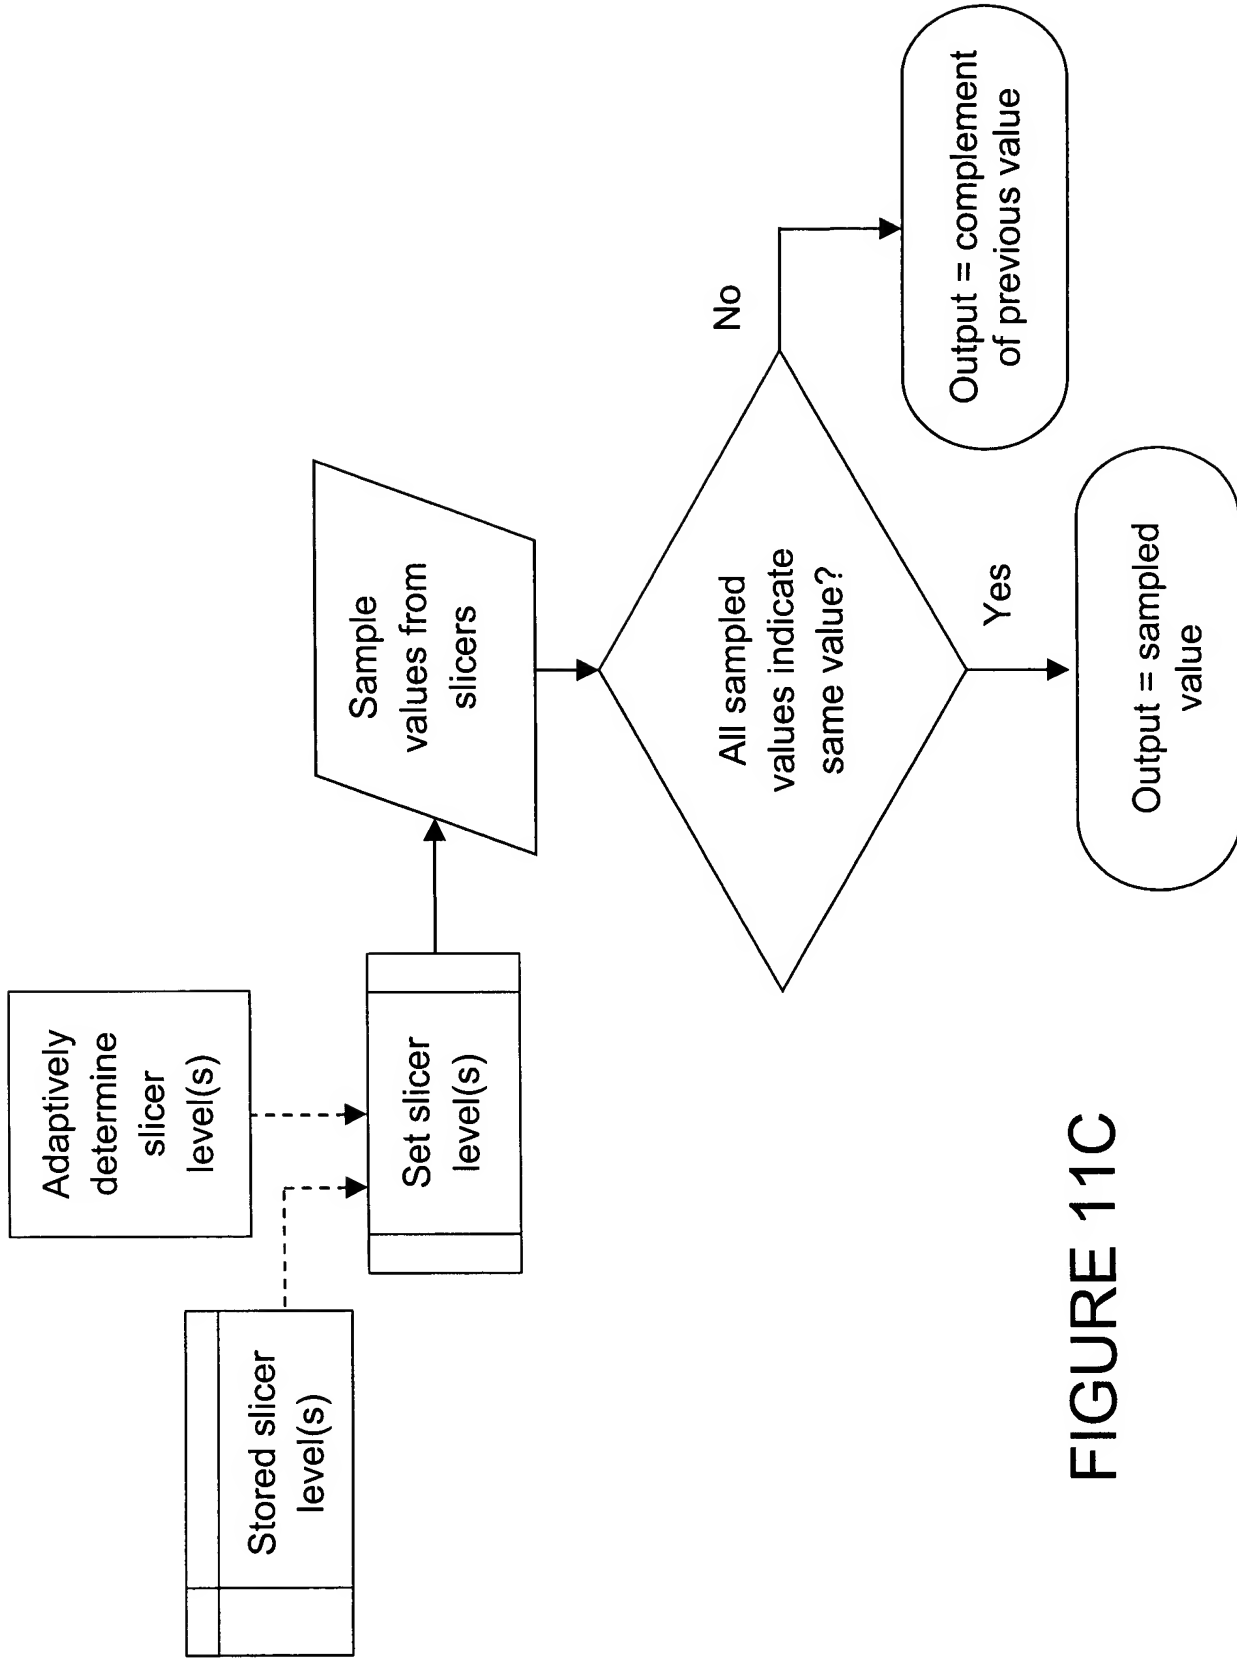 Stored slicer
level(s)
Adaptively
determine
slicer
level(s)
Set slicer
level(s)
Sample
values from
slicers
All sampled
values indicate
same value?
No
Output = complement
of previous value
Yes
Output = sampled
value
FIGURE 11C